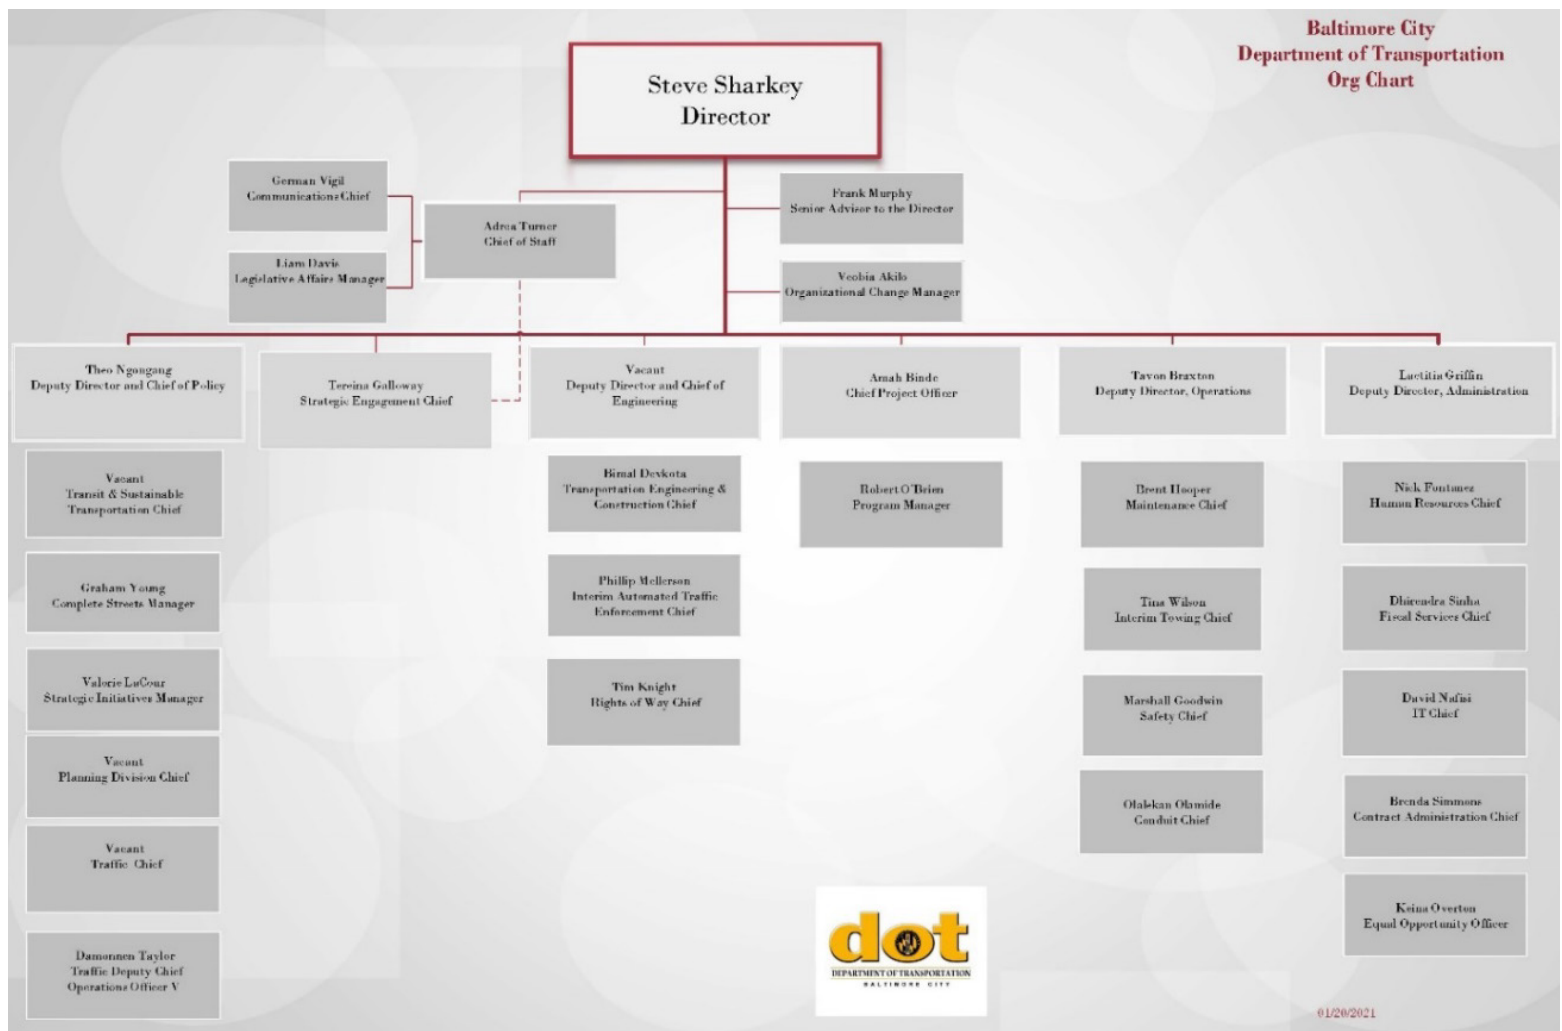 Baltimore City
Department of Transportation
Org Chart
Steve Sharkey
Director
German Vigil
Communications Chief
Adrea Turner
Chief of Staff
Liam Davis
Legislative Affairs Manager
Frank Murphy
Senior Advisor to the Director
Veobia Akilo
Organizational Change Manager
Theo Ngongang
Deputy Director and Chief of Policy
Tereina Galloway
Strategic Engagement Chief
Vacant
Deputy Director and Chief of
Engineering
Amah Binde
Chief Project Officer
Tavon Braxton
Deputy Director, Operations
Laetitia Griffin
Deputy Director, Administration
Vacant
Transit & Sustainable
Transportation Chief
Graham Young
Complete Streets Manager
Valorie LaCour
Strategic Initiatives Manager
Vacant
Planning Division Chief
Vacant
Traffic Chief
Damonnen Taylor
Traffic Deputy Chief
Operations Officer V
Bimal Devkota
Transportation Engineering &
Construction Chief
Phillip Mellerson
Interim Automated Traffic
Enforcement Chief
Tim Knight
Rights of Way Chief
Robert O'Brien
Program Manager
Brent Hooper
Maintenance Chief
Tina Wilson
Interim Towing Chief
Marshall Goodwin
Safety Chief
Olalekan Olamide
Conduit Chief
Nick Fontanez
Human Resources Chief
Dhirendra Sinha
Fiscal Services Chief
David Nafisi
IT Chief
Brenda Simmons
Contract Administration Chief
Keina Overton
Equal Opportunity Officer
dot
DEPARTMENT OF TRANSPORTATION
BALTIMORE CITY
01/20/2021